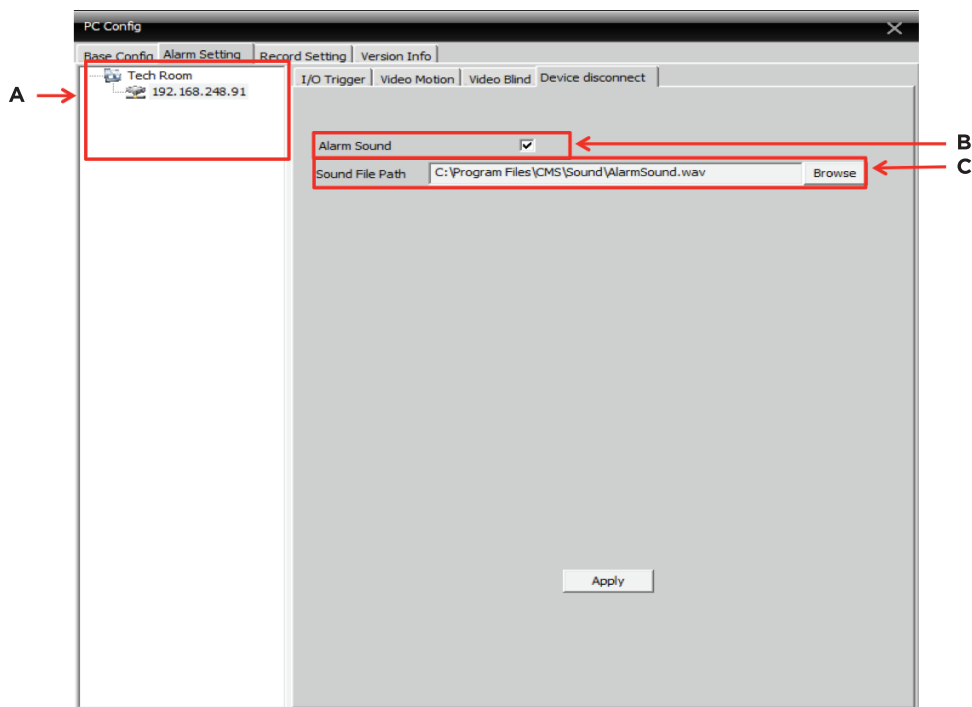 PC Config
Base Config Alarm Setting Record Setting Version Info
Tech Room
192.168.248.91
I/O Trigger Video Motion Video Blind Device disconnect
A
Alarm Sound
B
Sound File Path C:\Program Files\CMS\Sound\AlarmSound.wav Browse
C
Apply